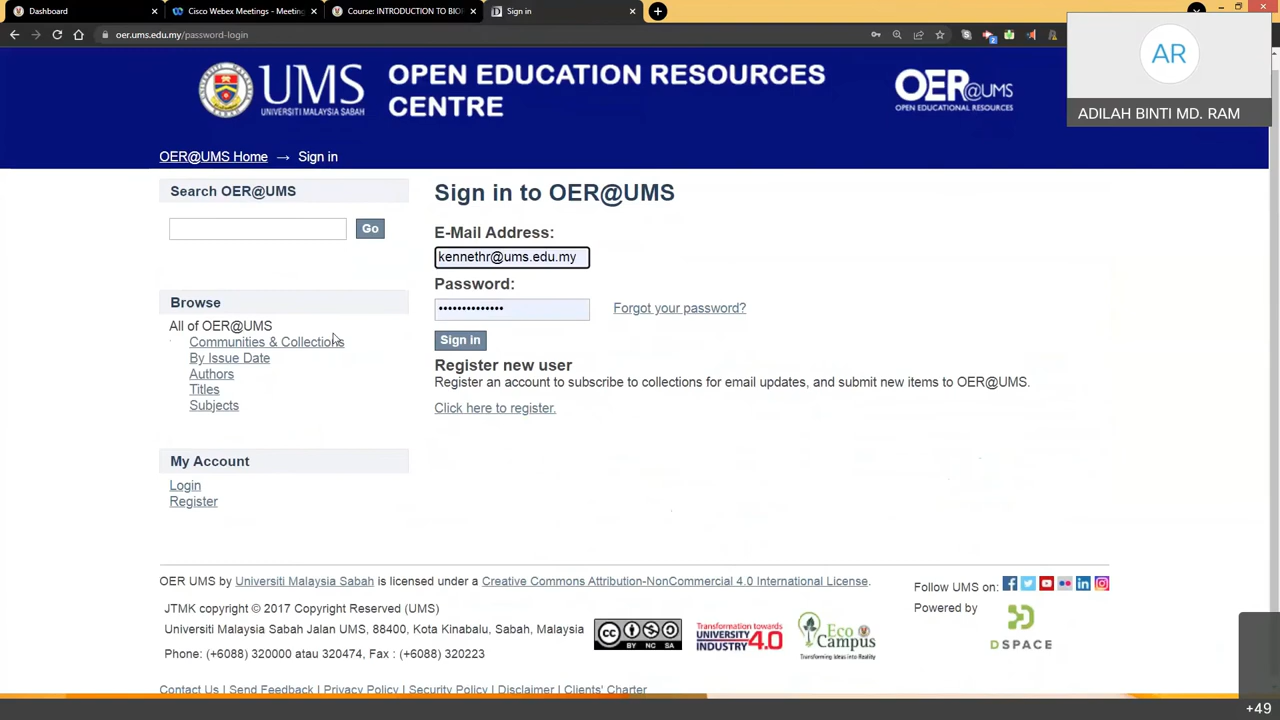 Dashboard
Cisco Webex Meetings - Meeting
Course: INTRODUCTION TO BIO
Sign in
oer.ums.edu.my/password-login
AR
ADILAH BINTI MD. RAM
UMS
UNIVERSITI MALAYSIA SABAH
OPEN EDUCATION RESOURCES
CENTRE
OER@UMS
OPEN EDUCATIONAL RESOURCES
OER@UMS Home → Sign in
Search OER@UMS
Go
Browse
All of OER@UMS
Communities & Collections
By Issue Date
Authors
Titles
Subjects
My Account
Login
Register
Sign in to OER@UMS
E-Mail Address:
kennethr@ums.edu.my
Password:
••••••••••••••
Forgot your password?
Sign in
Register new user
Register an account to subscribe to collections for email updates, and submit new items to OER@UMS.
Click here to register.
OER UMS by Universiti Malaysia Sabah is licensed under a Creative Commons Attribution-NonCommercial 4.0 International License.
JTMK copyright © 2017 Copyright Reserved (UMS)
Universiti Malaysia Sabah Jalan UMS, 88400, Kota Kinabalu, Sabah, Malaysia
Phone: (+6088) 320000 atau 320474, Fax : (+6088) 320223
cc
BY NC SA
Transformation towards
UNIVERSITY
INDUSTRY 4.0
Eco
Campus
Transforming Ideas into Reality
Follow UMS on:
Powered by
DSPACE
Contact Us | Send Feedback | Privacy Policy | Security Policy | Disclaimer | Clients' Charter
+49